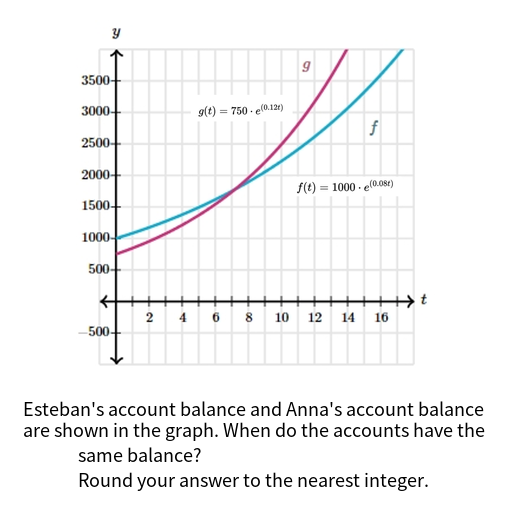 y
g
3500
3000
g(t) = 750 · e^(0.12t)
f
2500
2000
f(t) = 1000 · e^(0.08t)
1500
1000
500
t
2 4 6 8 10 12 14 16
-500
Esteban's account balance and Anna's account balance
are shown in the graph. When do the accounts have the
same balance?
Round your answer to the nearest integer.